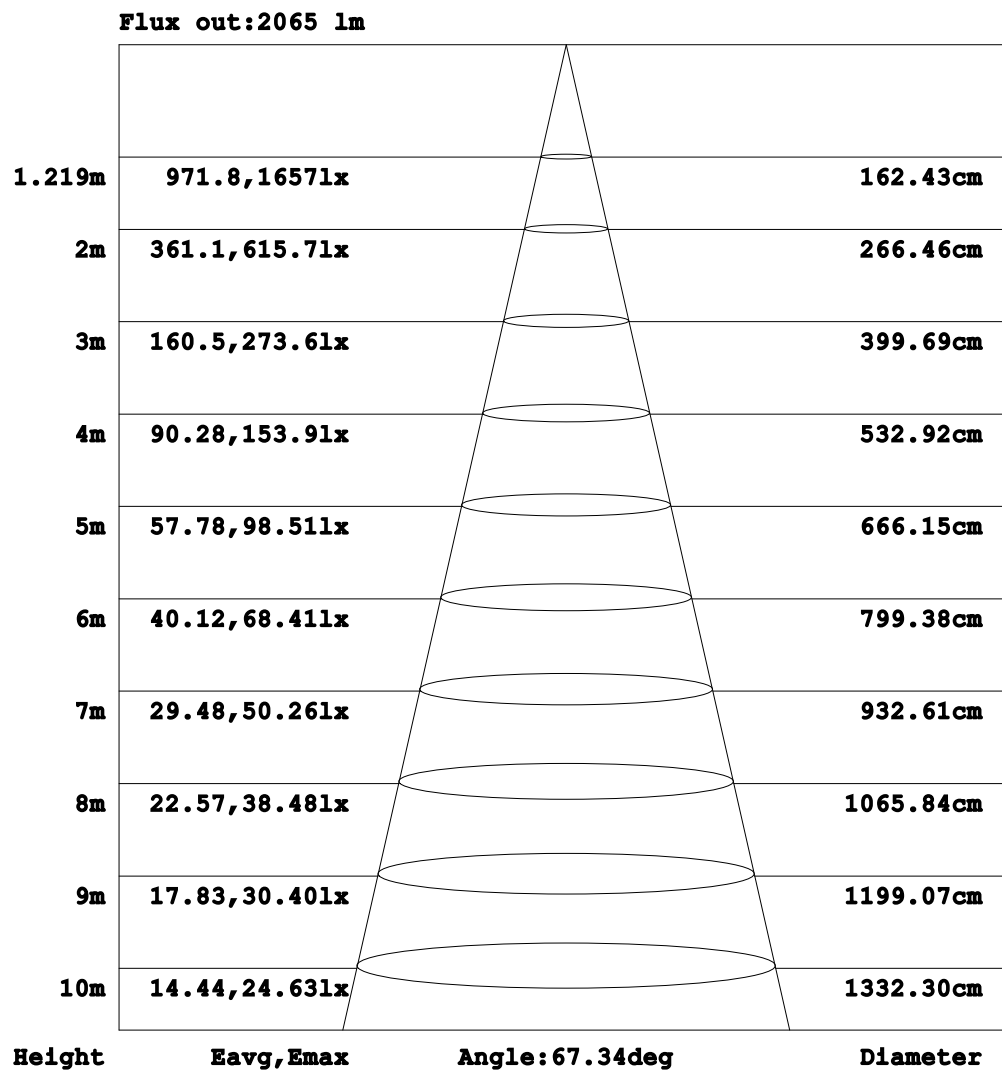 Flux out:2065 lm
1.219m 971.8,1657lx 162.43cm
2m 361.1,615.7lx 266.46cm
3m 160.5,273.6lx 399.69cm
4m 90.28,153.9lx 532.92cm
5m 57.78,98.51lx 666.15cm
6m 40.12,68.41lx 799.38cm
7m 29.48,50.26lx 932.61cm
8m 22.57,38.48lx 1065.84cm
9m 17.83,30.40lx 1199.07cm
10m 14.44,24.63lx 1332.30cm
Height Eavg,Emax Angle:67.34deg Diameter